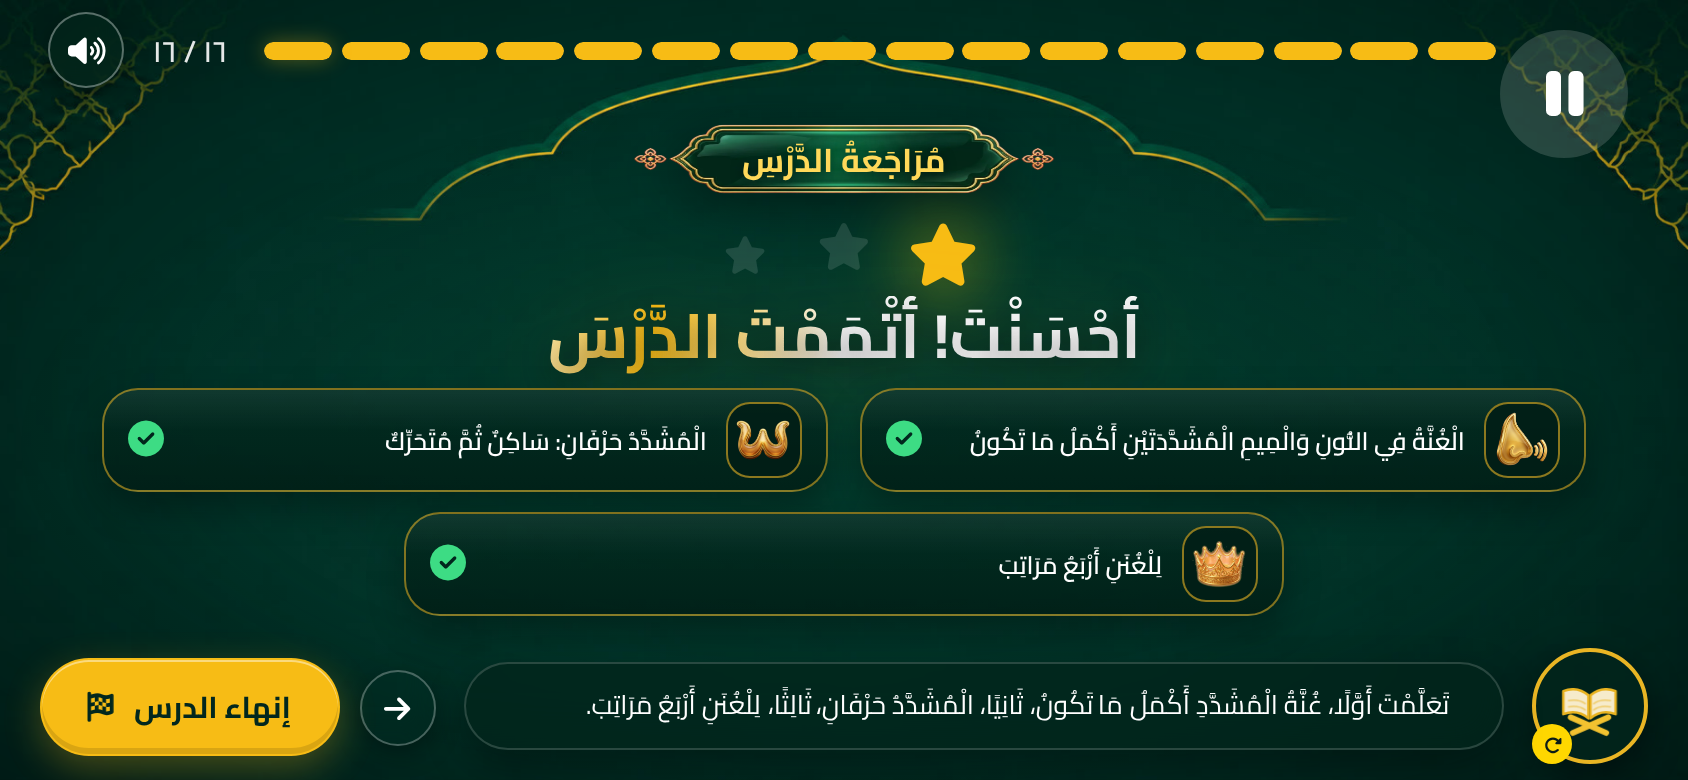 ١٦ / ١٦
مُرَاجَعَةُ الدَّرْسِ
أَحْسَنْتَ! أَتْمَمْتَ الدَّرْسَ
الْغُنَّةُ فِي النُّونِ وَالْمِيمِ الْمُشَدَّدَتَيْنِ أَكْمَلُ مَا تَكُونُ
الْمُشَدَّدُ حَرْفَانِ: سَاكِنٌ ثُمَّ مُتَحَرِّكٌ
لِلْغُنَنِ أَرْبَعُ مَرَاتِبَ
تَعَلَّمْتَ أَوَّلًا، غُنَّةُ الْمُشَدَّدِ أَكْمَلُ مَا تَكُونُ، ثَانِيًا، الْمُشَدَّدُ حَرْفَانِ، ثَالِثًا، لِلْغُنَنِ أَرْبَعُ مَرَاتِبَ.
إنهاء الدرس